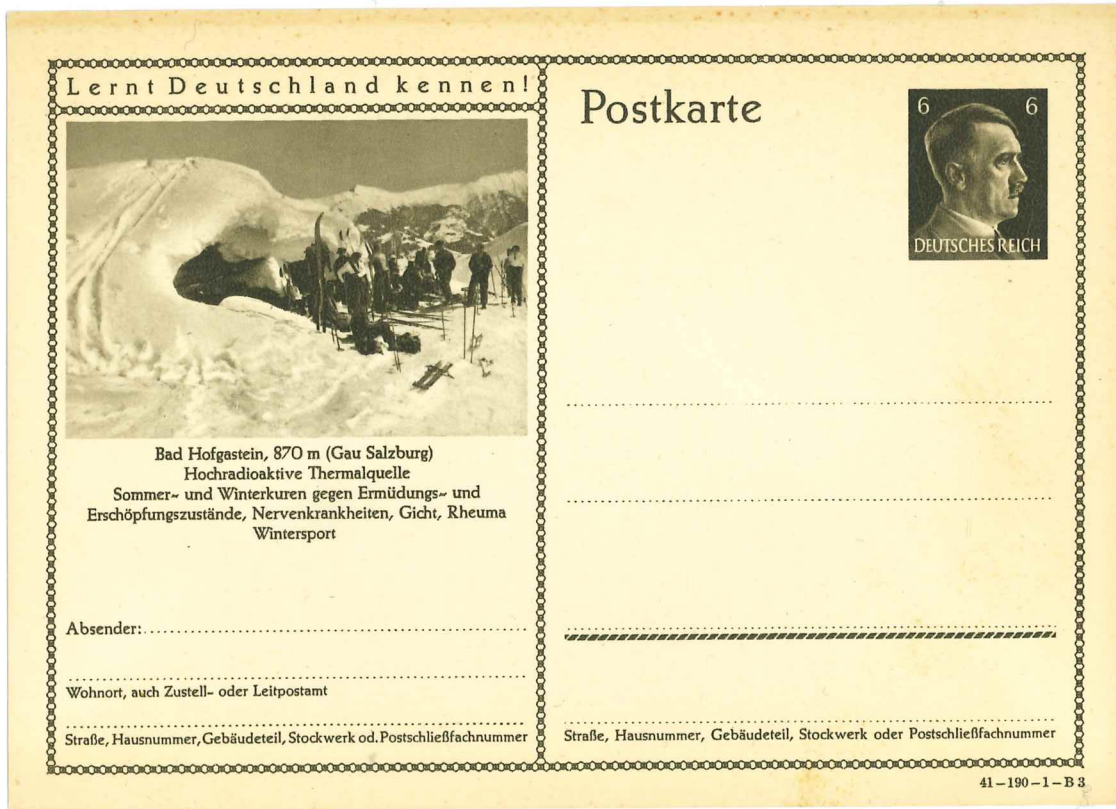 Lernt Deutschland kennen!
Bad Hofgastein, 870 m (Gau Salzburg)
Hochradioaktive Thermalquelle
Sommer- und Winterkuren gegen Ermüdungs- und
Erschöpfungszustände, Nervenkrankheiten, Gicht, Rheuma
Wintersport
Absender:
Wohnort, auch Zustell- oder Leitpostamt
Straße, Hausnummer, Gebäudeteil, Stockwerk od. Postschließfachnummer
Postkarte
6 6
DEUTSCHES REICH
Straße, Hausnummer, Gebäudeteil, Stockwerk oder Postschließfachnummer
41-190-1-B 3